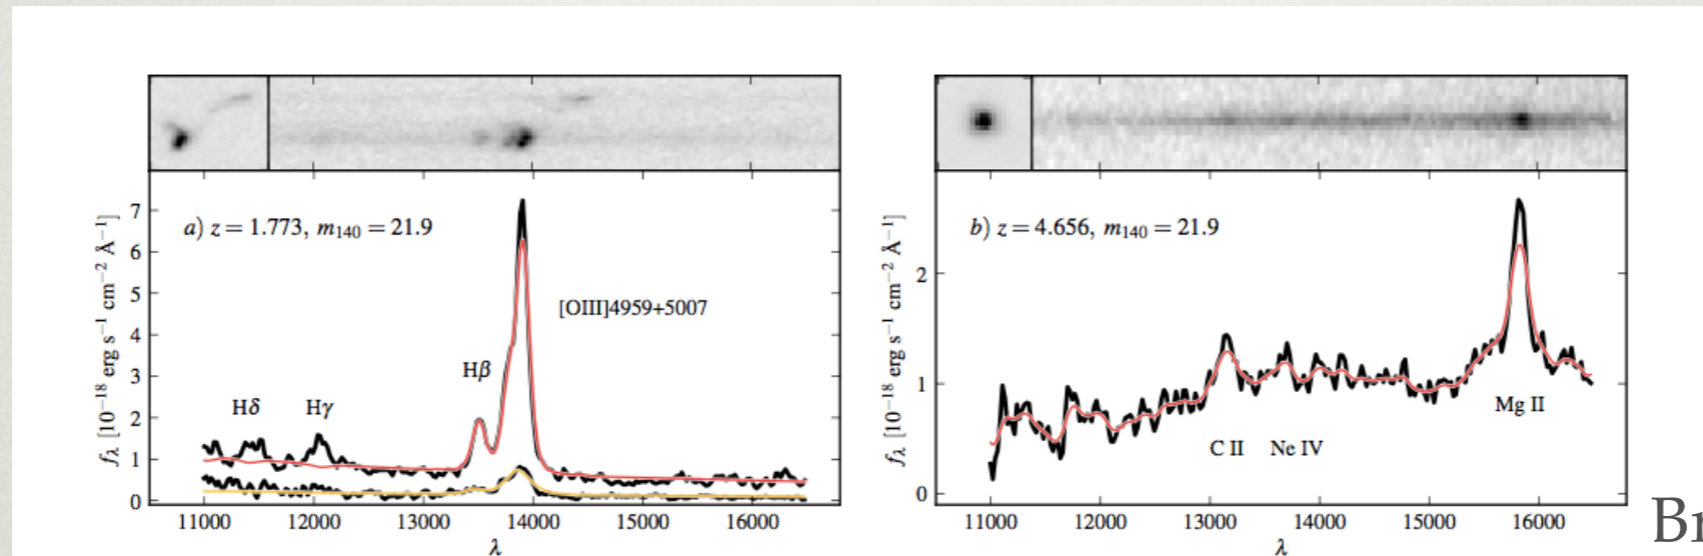 a) z = 1.773, m₁₄₀ = 21.9
[OIII]4959+5007
Hβ
Hδ
Hγ
fλ [10⁻¹⁸ erg s⁻¹ cm⁻² Å⁻¹]
7
6
5
4
3
2
1
0
11000 12000 13000 14000 15000 16000
λ
b) z = 4.656, m₁₄₀ = 21.9
Mg II
C II
Ne IV
fλ [10⁻¹⁸ erg s⁻¹ cm⁻² Å⁻¹]
2
1
0
11000 12000 13000 14000 15000 16000
λ
Br